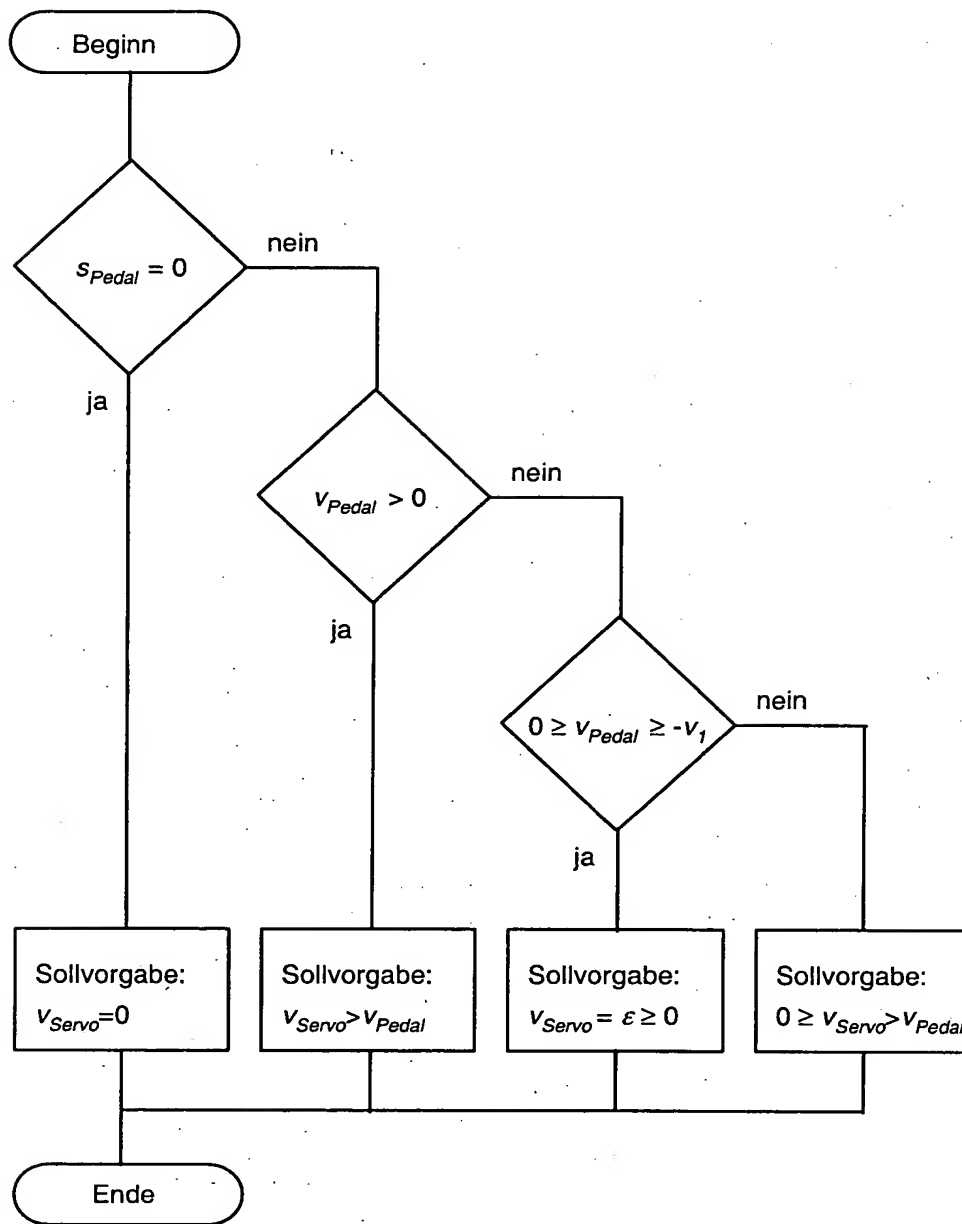 Beginn
s_Pedal = 0
nein
ja
v_Pedal > 0
nein
ja
0 ≥ v_Pedal ≥ -v_1
nein
ja
Sollvorgabe:
v_Servo=0
Sollvorgabe:
v_Servo>v_Pedal
Sollvorgabe:
v_Servo = ε ≥ 0
Sollvorgabe:
0 ≥ v_Servo>v_Pedal
Ende